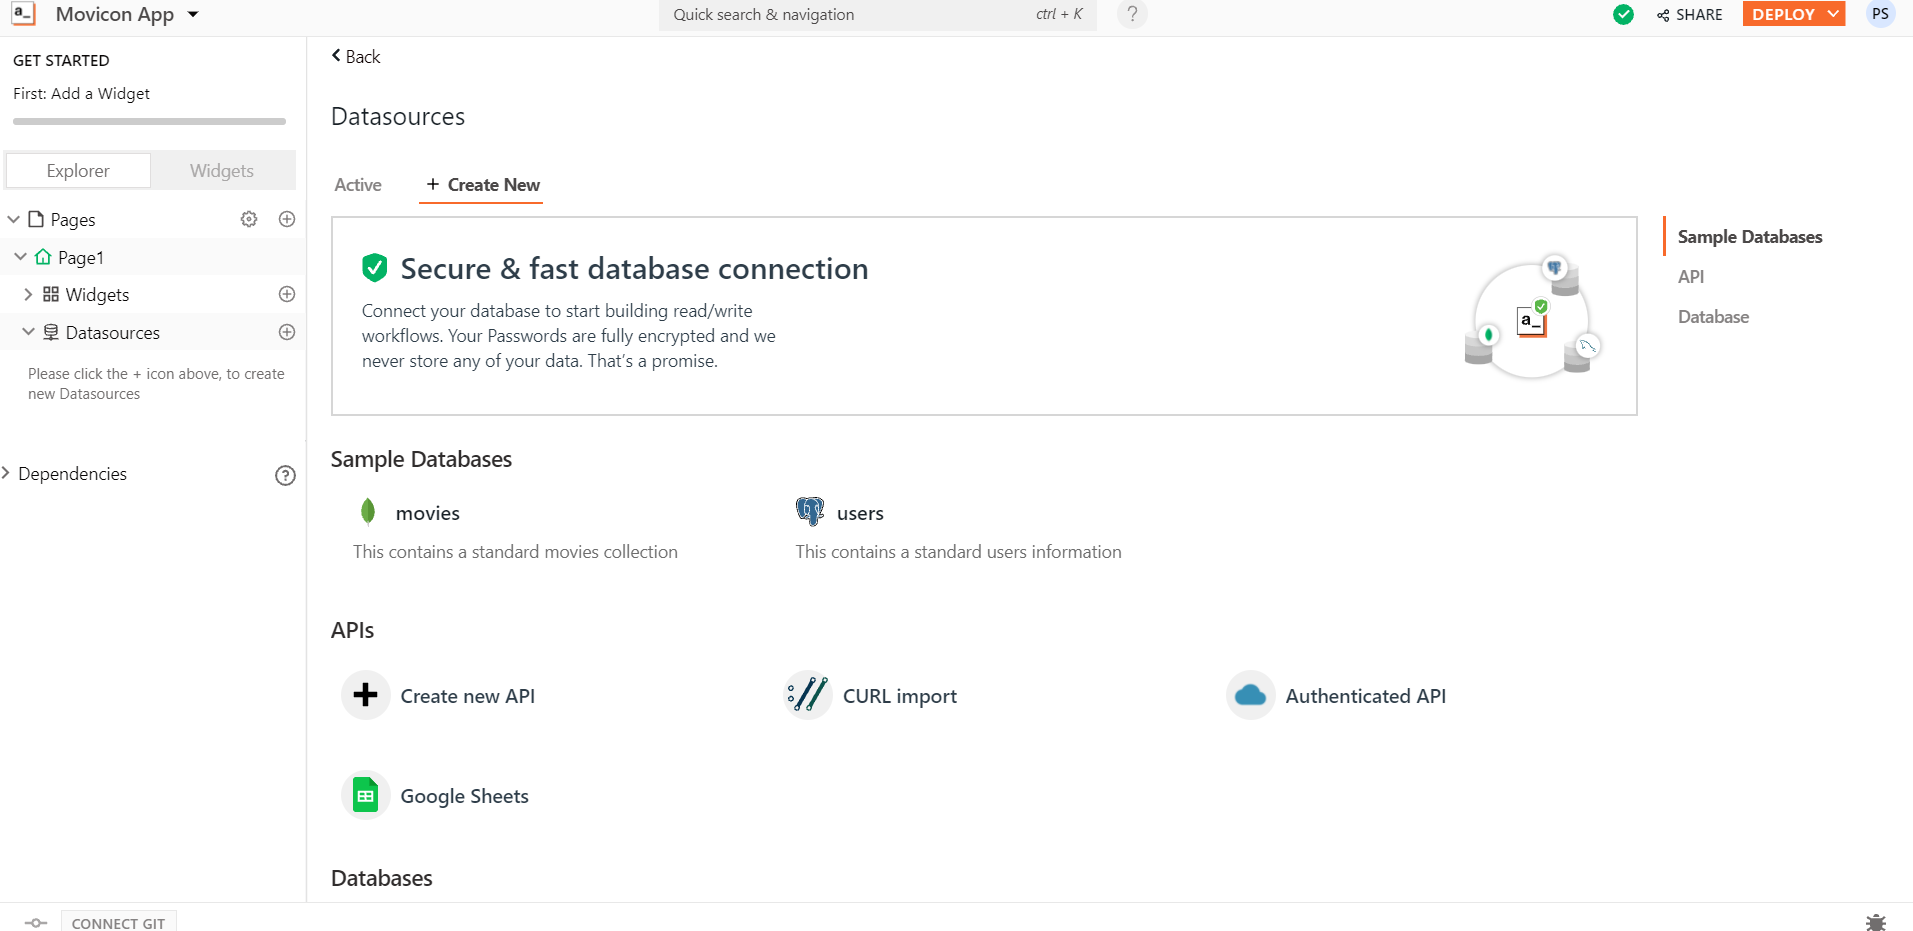 a_ Movicon App
Quick search & navigation ctrl + K ?
SHARE DEPLOY PS
GET STARTED
First: Add a Widget
Explorer Widgets
Pages
Page1
Widgets
Datasources
Please click the + icon above, to create
new Datasources
Dependencies ?
Back
Datasources
Active + Create New
Secure & fast database connection
Connect your database to start building read/write
workflows. Your Passwords are fully encrypted and we
never store any of your data. That’s a promise.
a_
Sample Databases
API
Database
Sample Databases
movies
This contains a standard movies collection
users
This contains a standard users information
APIs
Create new API
CURL import
Authenticated API
Google Sheets
Databases
CONNECT GIT